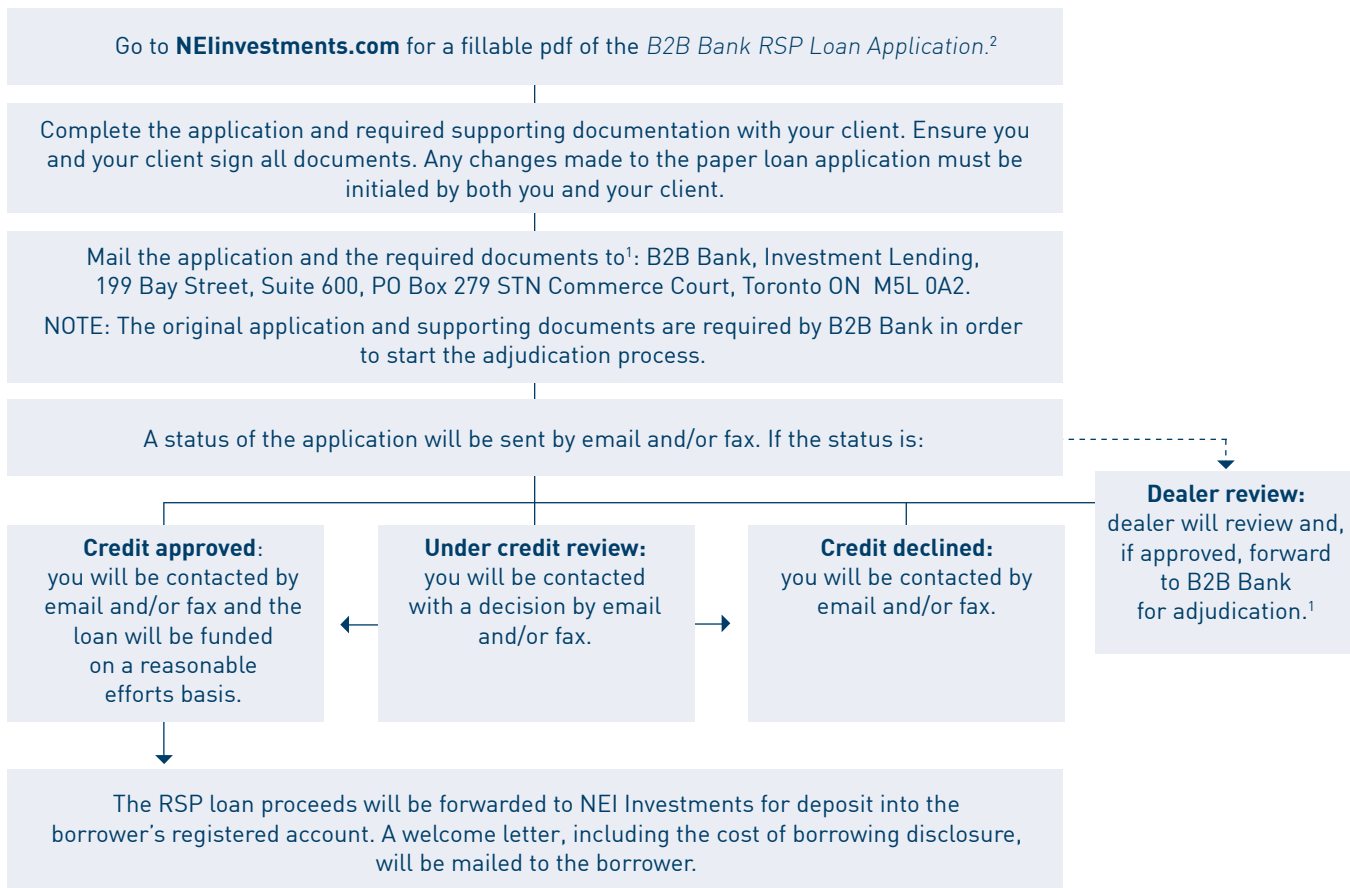 Go to NEIinvestments.com for a fillable pdf of the B2B Bank RSP Loan Application.²
Complete the application and required supporting documentation with your client. Ensure you
and your client sign all documents. Any changes made to the paper loan application must be
initialed by both you and your client.
Mail the application and the required documents to¹: B2B Bank, Investment Lending,
199 Bay Street, Suite 600, PO Box 279 STN Commerce Court, Toronto ON  M5L 0A2.
NOTE: The original application and supporting documents are required by B2B Bank in order
to start the adjudication process.
A status of the application will be sent by email and/or fax. If the status is:
Credit approved:
you will be contacted by
email and/or fax and the
loan will be funded
on a reasonable
efforts basis.
Under credit review:
you will be contacted
with a decision by email
and/or fax.
Credit declined:
you will be contacted by
email and/or fax.
Dealer review:
dealer will review and,
if approved, forward
to B2B Bank
for adjudication.¹
The RSP loan proceeds will be forwarded to NEI Investments for deposit into the
borrower’s registered account. A welcome letter, including the cost of borrowing disclosure,
will be mailed to the borrower.